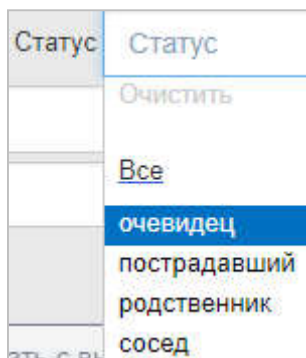 Статус Статус
Очистить
Все
очевидец
пострадавший
родственник
сосед